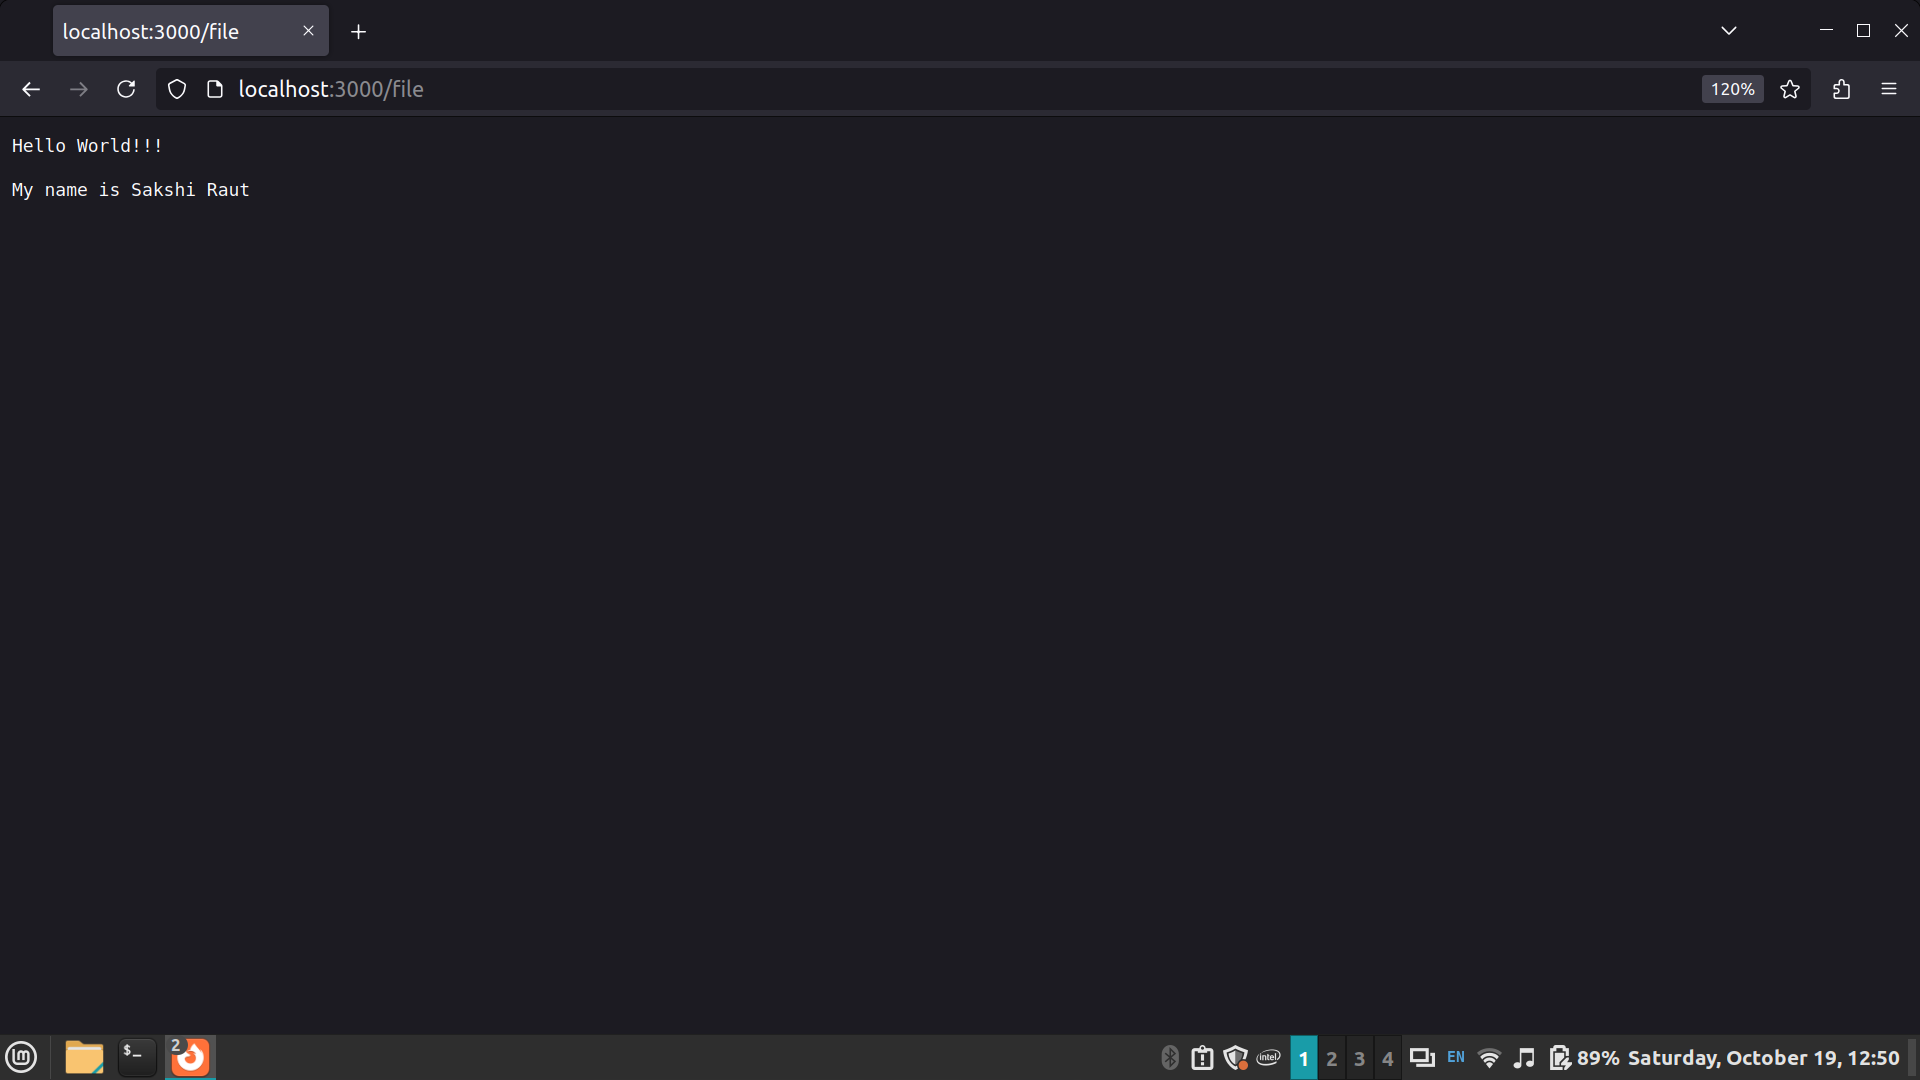 localhost:3000/file
localhost:3000/file
120%
Hello World!!!
My name is Sakshi Raut
$_
2
intel
1 2 3 4
EN
89%
Saturday, October 19, 12:50